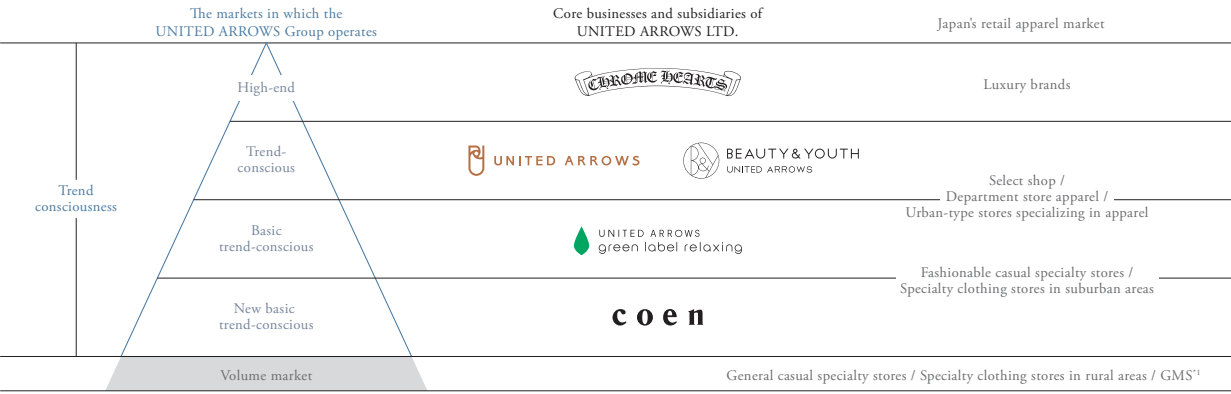 The markets in which the
UNITED ARROWS Group operates
Core businesses and subsidiaries of
UNITED ARROWS LTD.
Japan's retail apparel market
Trend
consciousness
High-end
CHROME HEARTS
Luxury brands
Trend-
conscious
UNITED ARROWS
B&Y
BEAUTY&YOUTH
UNITED ARROWS
Select shop /
Department store apparel /
Urban-type stores specializing in apparel
Basic
trend-conscious
UNITED ARROWS
green label relaxing
Fashionable casual specialty stores /
Specialty clothing stores in suburban areas
New basic
trend-conscious
coen
Volume market
General casual specialty stores / Specialty clothing stores in rural areas / GMS*1